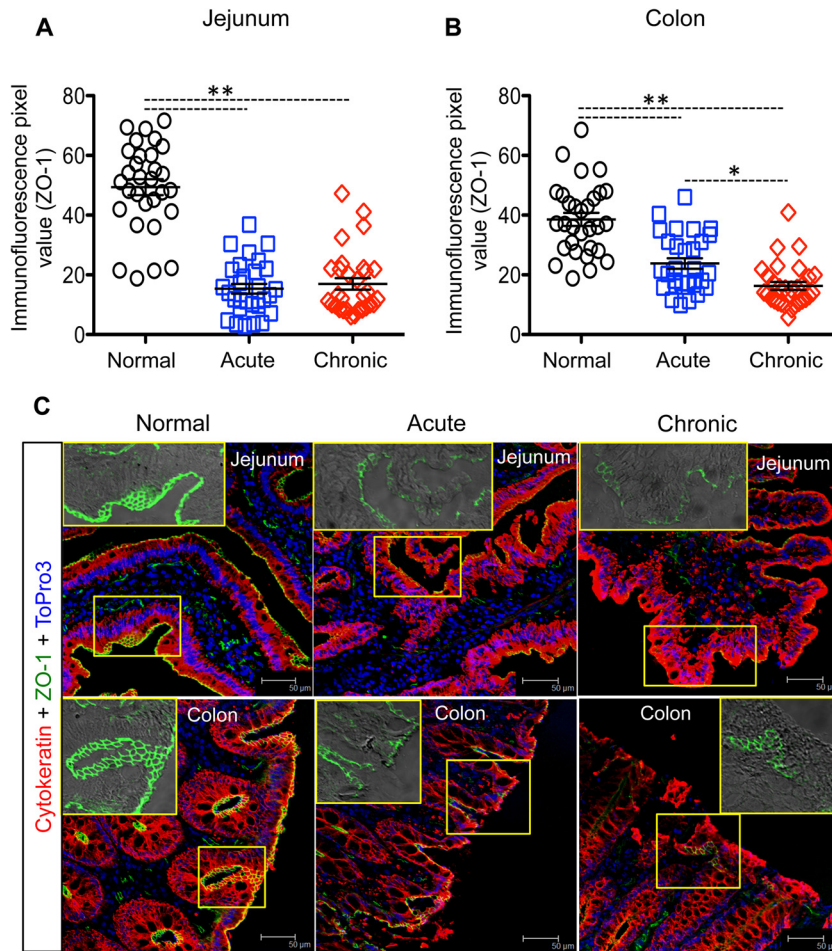 A
Jejunum
Immunofluorescence pixel
value (ZO-1)
80
60
40
20
0
**
Normal
Acute
Chronic
B
Colon
Immunofluorescence pixel
value (ZO-1)
80
60
40
20
0
**
*
Normal
Acute
Chronic
C
Normal
Acute
Chronic
Cytokeratin + ZO-1 + ToPro3
Jejunum
50 µm
Jejunum
50 µm
Jejunum
50 µm
Colon
50 µm
Colon
50 µm
Colon
50 µm